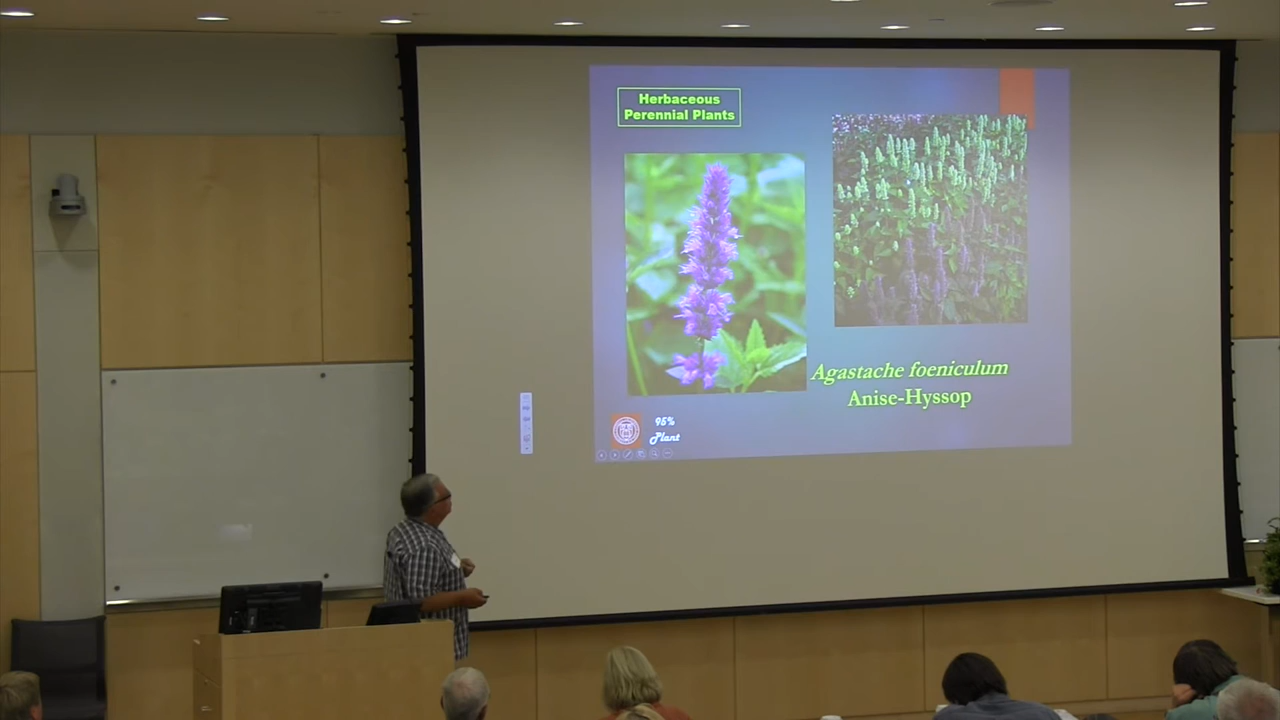 Herbaceous
Perennial Plants
Agastache foeniculum
Anise-Hyssop
95%
Plant